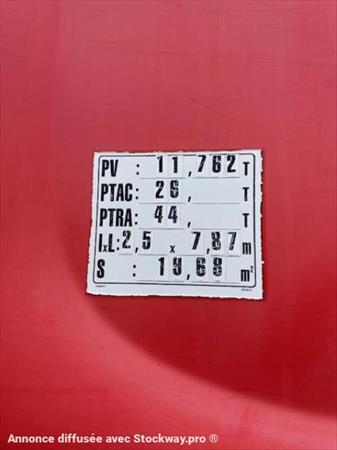 PV : 11,762 T
PTAC: 26, T
PTRA: 44, T
lxL: 2,5 x 7,87 m
S : 19,68 m²
Annonce diffusée avec Stockway.pro ®